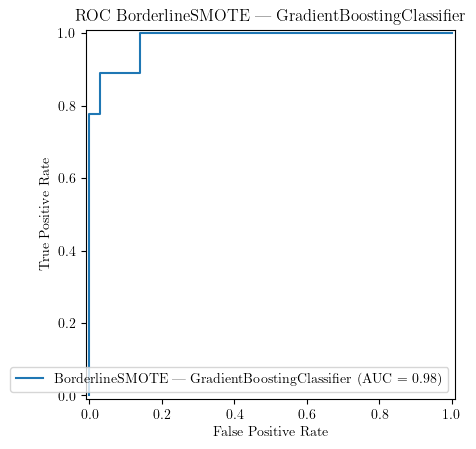 ROC BorderlineSMOTE — GradientBoostingClassifier
1.0
0.8
0.6
0.4
0.2
0.0
True Positive Rate
BorderlineSMOTE — GradientBoostingClassifier (AUC = 0.98)
0.0 0.2 0.4 0.6 0.8 1.0
False Positive Rate